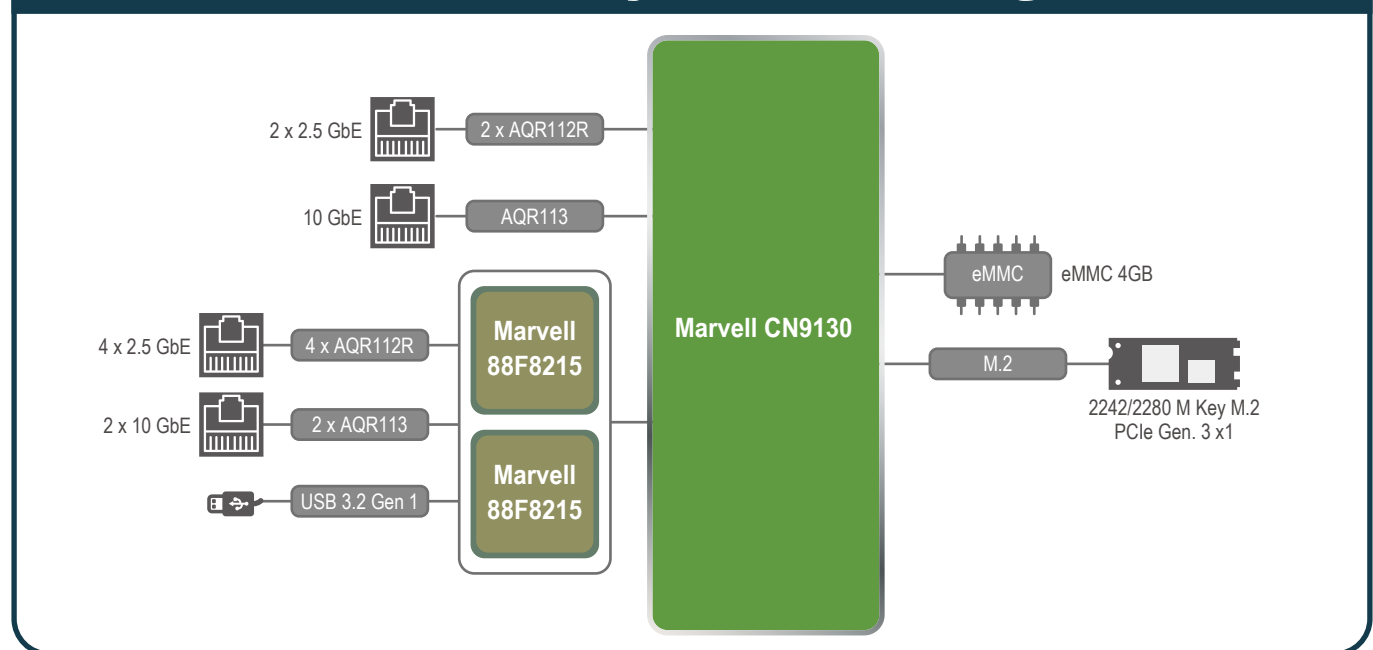 2 x 2.5 GbE
2 x AQR112R
10 GbE
AQR113
4 x 2.5 GbE
4 x AQR112R
2 x 10 GbE
2 x AQR113
USB 3.2 Gen 1
Marvell
88F8215
Marvell
88F8215
Marvell CN9130
eMMC
eMMC 4GB
M.2
2242/2280 M Key M.2
PCIe Gen. 3 x1